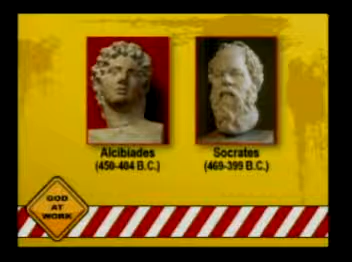 Alcibiades
(450-404 B.C.)
Socrates
(469-399 B.C.)
GOD
AT
WORK